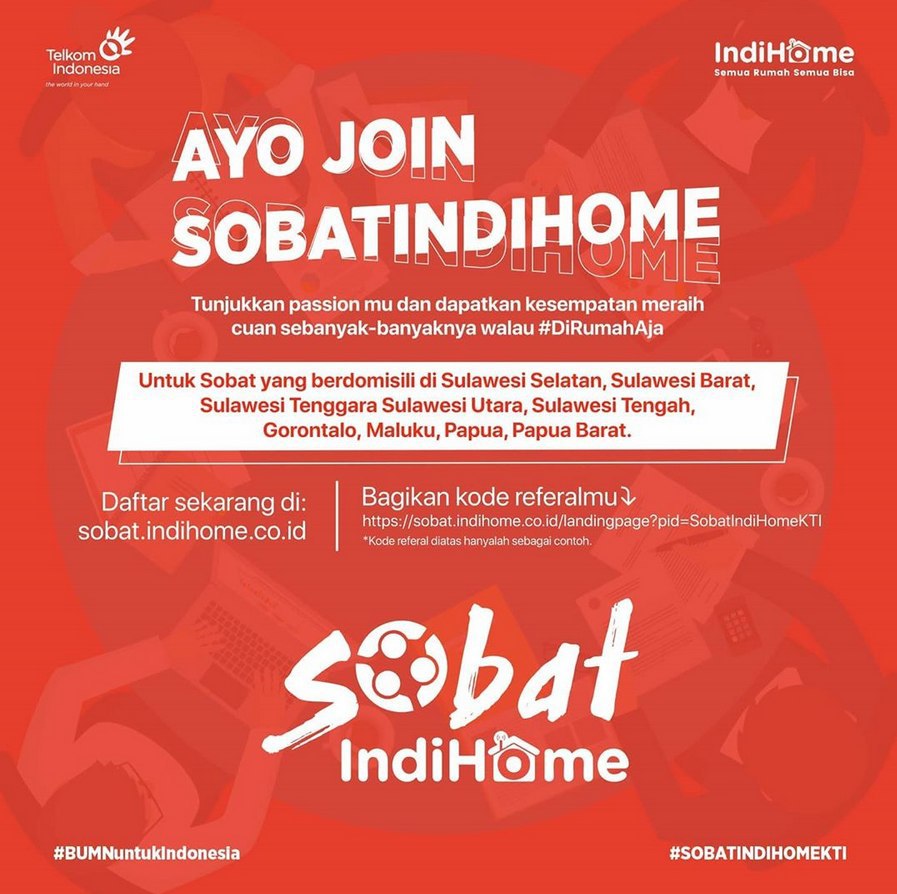 Telkom
Indonesia
the world in your hand
IndiHome
Semua Rumah Semua Bisa
AYO JOIN
SOBATINDIHOME
Tunjukkan passion mu dan dapatkan kesempatan meraih
cuan sebanyak-banyaknya walau #DiRumahAja
Untuk Sobat yang berdomisili di Sulawesi Selatan, Sulawesi Barat,
Sulawesi Tenggara Sulawesi Utara, Sulawesi Tengah,
Gorontalo, Maluku, Papua, Papua Barat.
Daftar sekarang di:
sobat.indihome.co.id
Bagikan kode referalmu
https://sobat.indihome.co.id/landingpage?pid=SobatIndiHomeKTI
*Kode referal diatas hanyalah sebagai contoh.
Sobat
IndiHome
#BUMNuntukIndonesia
#SOBATINDIHOMEKTI